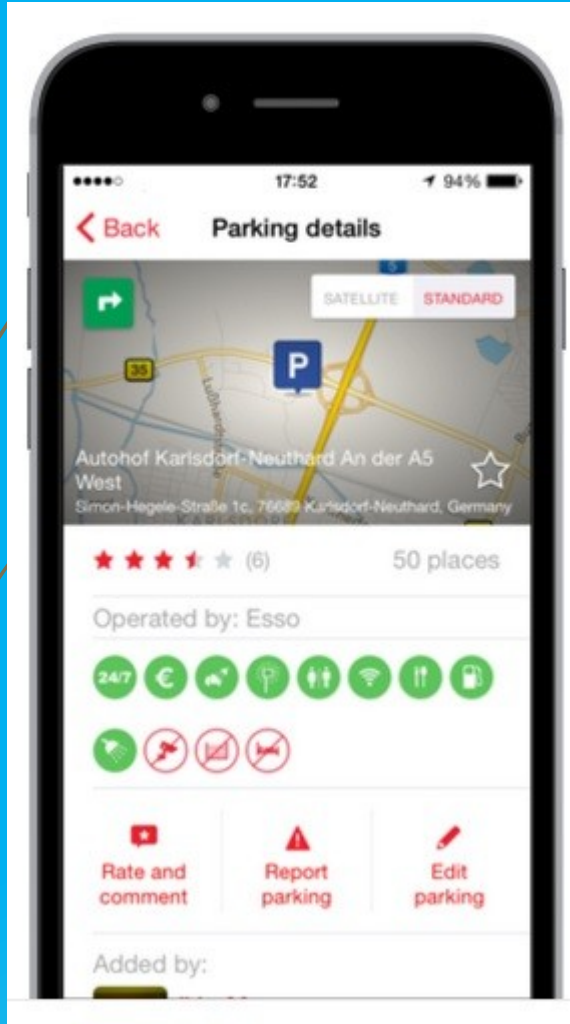 17:52
94%
Back
Parking details
5
SATELLITE
STANDARD
35
P
Autohof Karlsdorf-Neuthard An der A5
West
Simon-Hegele-Straße 1c, 76689 Karlsdorf-Neuthard, Germany
KARLSDORF
(6)
50 places
Operated by: Esso
24/7
€
Rate and
comment
Report
parking
Edit
parking
Added by: